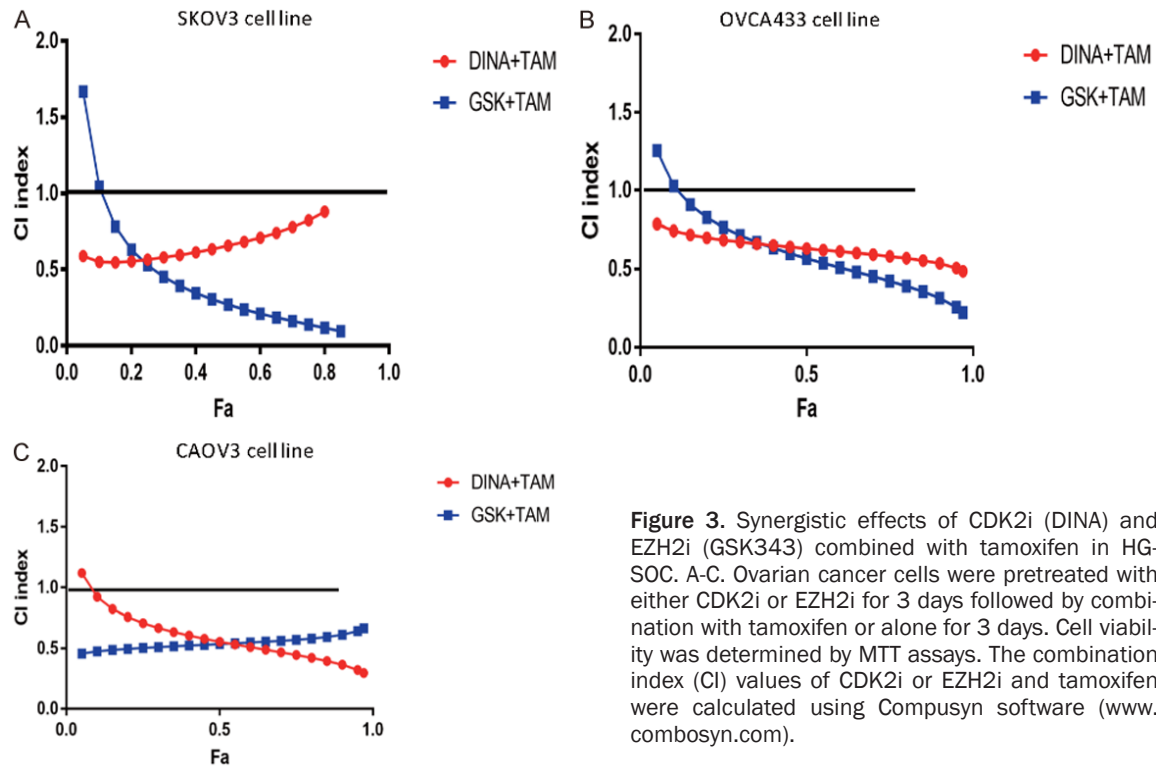 A
SKOV3 cell line
2.0
1.5
1.0
0.5
0.0
CI index
0.0 0.2 0.4 0.6 0.8 1.0
Fa
DINA+TAM
GSK+TAM
B
OVCA433 cell line
2.0
1.5
1.0
0.5
0.0
CI index
0.0 0.5 1.0
Fa
DINA+TAM
GSK+TAM
C
CAOV3 cell line
2.0
1.5
1.0
0.5
0.0
CI index
0.0 0.5 1.0
Fa
DINA+TAM
GSK+TAM
Figure 3. Synergistic effects of CDK2i (DINA) and
EZH2i (GSK343) combined with tamoxifen in HG-
SOC. A-C. Ovarian cancer cells were pretreated with
either CDK2i or EZH2i for 3 days followed by combi-
nation with tamoxifen or alone for 3 days. Cell viabil-
ity was determined by MTT assays. The combination
index (CI) values of CDK2i or EZH2i and tamoxifen
were calculated using Compusyn software (www.
combosyn.com).